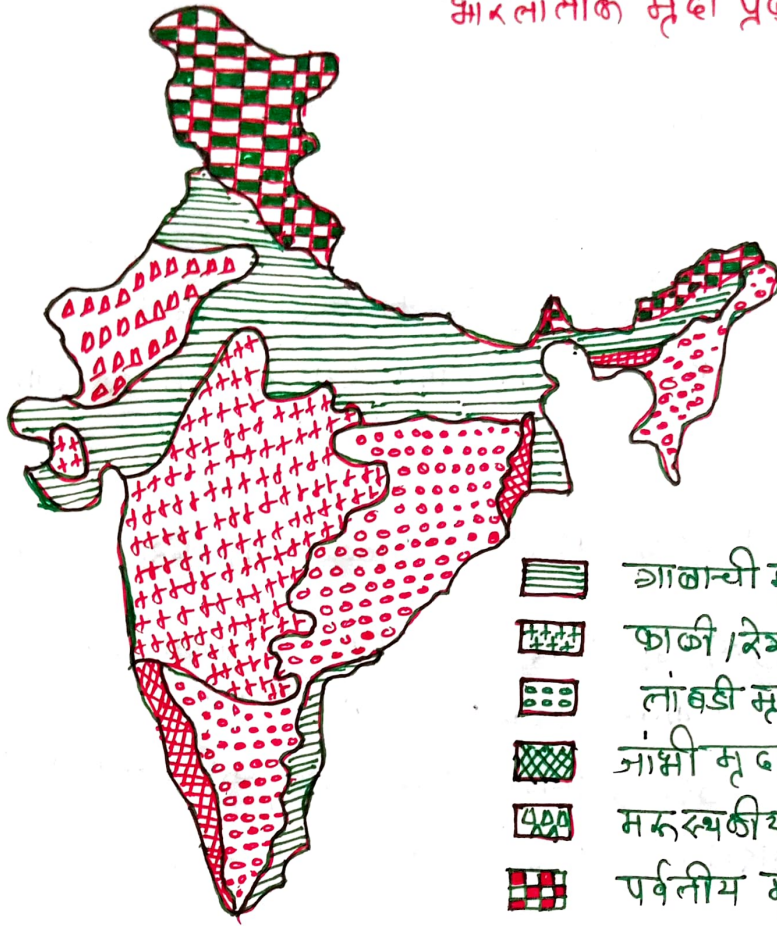 भारतातील मृदा प्र
गाळाची
काळी / रे
तांबडी मृ
जांभी मृद
मरुस्थळीय
पर्वतीय म